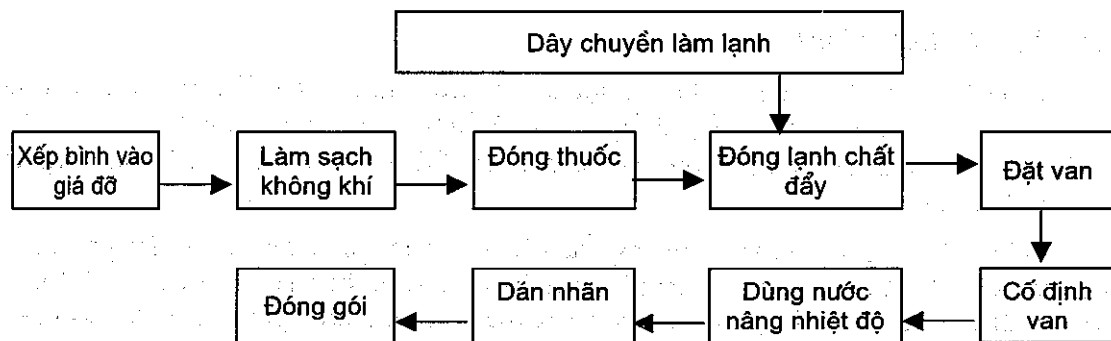 Dây chuyền làm lạnh
Xếp bình vào
giá đỡ
Làm sạch
không khí
Đóng thuốc
Đóng lạnh chất
đẩy
Đặt van
Cố định
van
Dùng nước
nâng nhiệt độ
Dán nhãn
Đóng gói